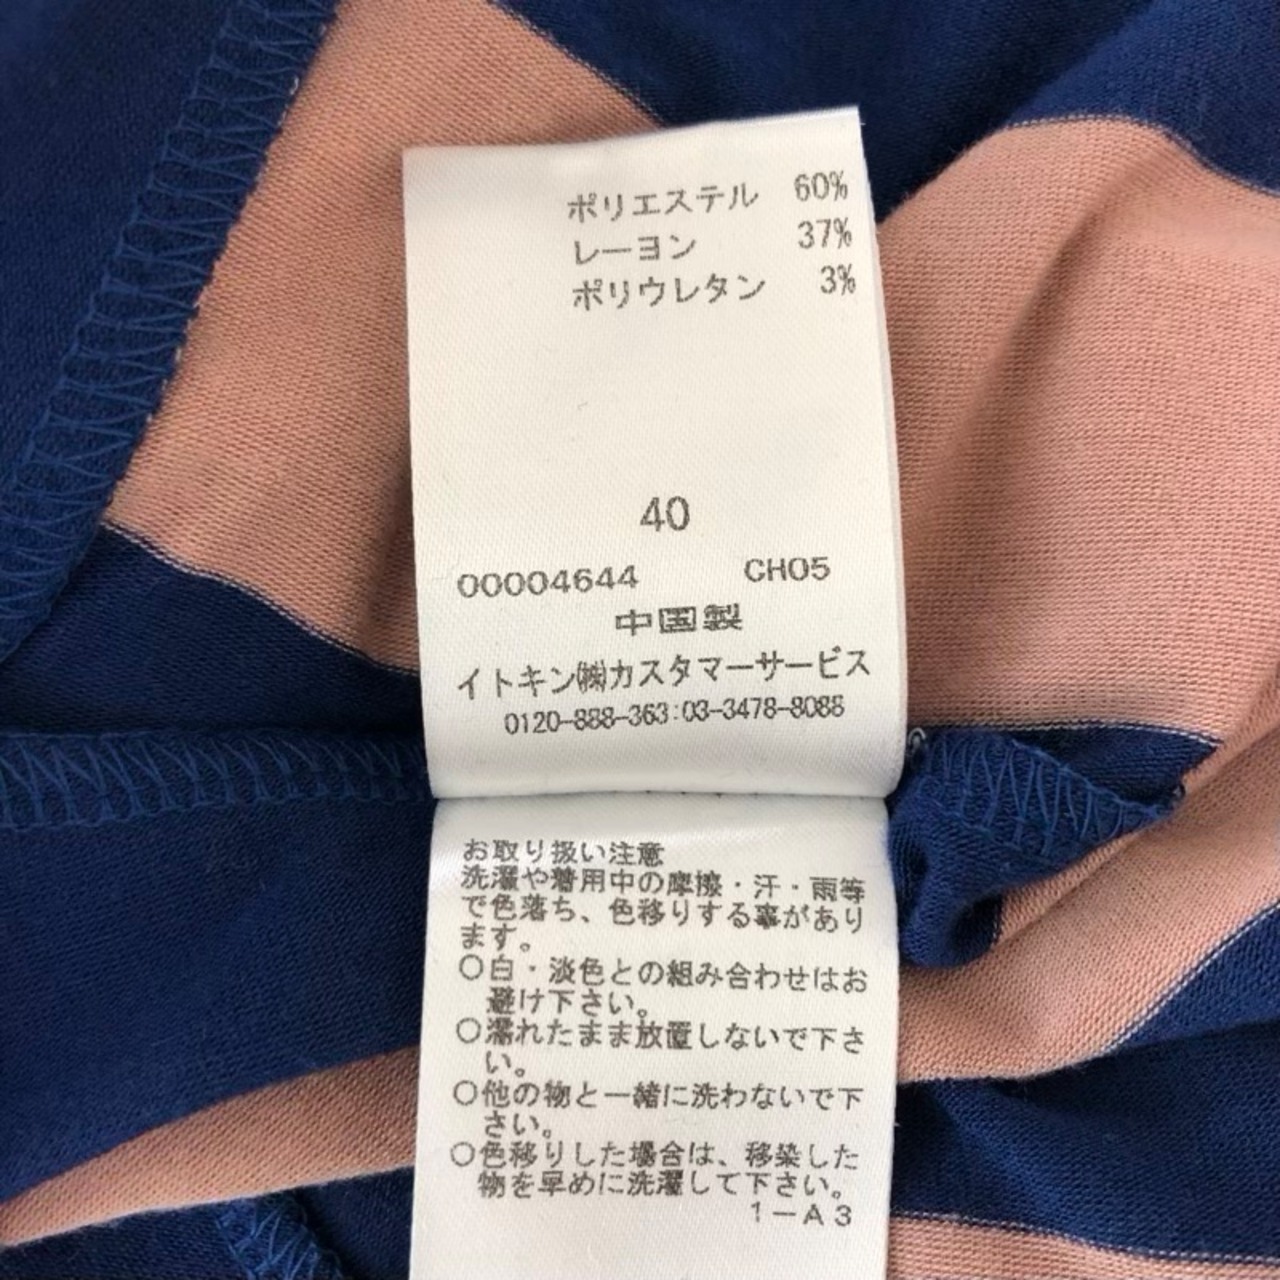 ポリエステル 60%
レーヨン 37%
ポリウレタン 3%
40
00004644 CH05
中国製
イトキン㈱カスタマーサービス
0120-888-363:03-3478-8088
お取り扱い注意
洗濯や着用中の摩擦・汗・雨等
で色落ち、色移りする事があり
ます。
○白・淡色との組み合わせはお
避け下さい。
○濡れたまま放置しないで下さ
い。
○他の物と一緒に洗わないで下
さい。
○色移りした場合は、移染した
物を早めに洗濯して下さい。
1-A3